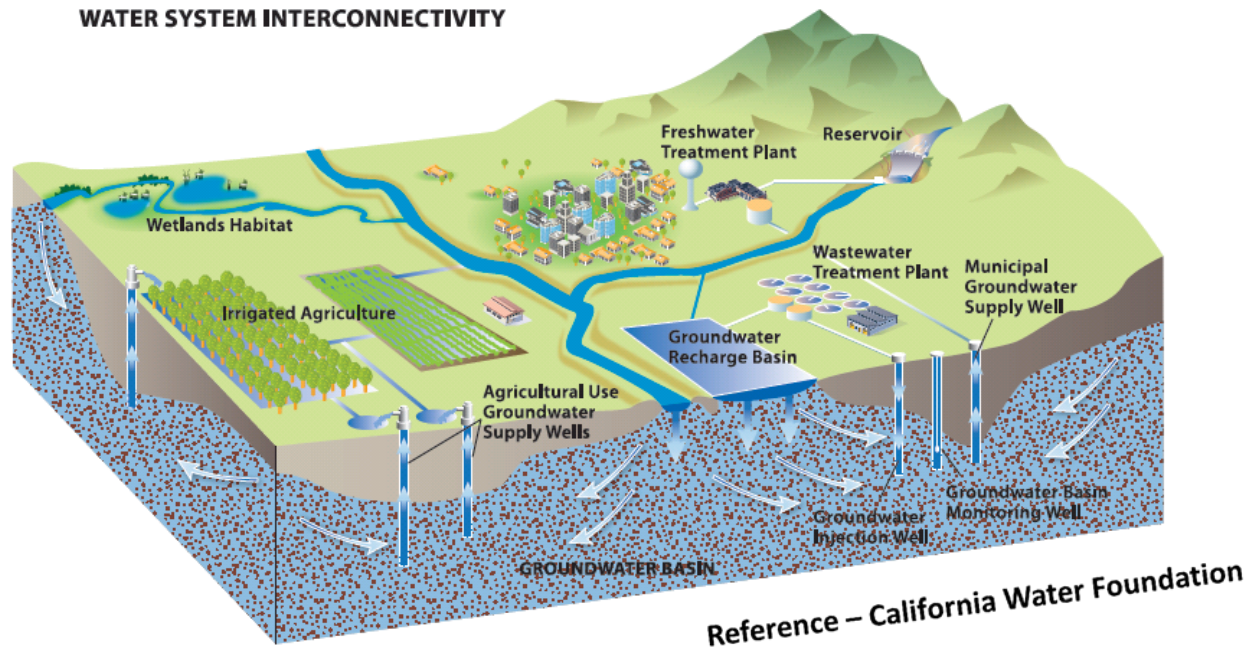 WATER SYSTEM INTERCONNECTIVITY
Freshwater
Treatment Plant
Reservoir
Wetlands Habitat
Wastewater
Treatment Plant
Municipal
Groundwater
Supply Well
Irrigated Agriculture
Groundwater
Recharge Basin
Agricultural Use
Groundwater
Supply Wells
Groundwater Basin
Monitoring Well
Groundwater
Injection Well
GROUNDWATER BASIN
Reference – California Water Foundation